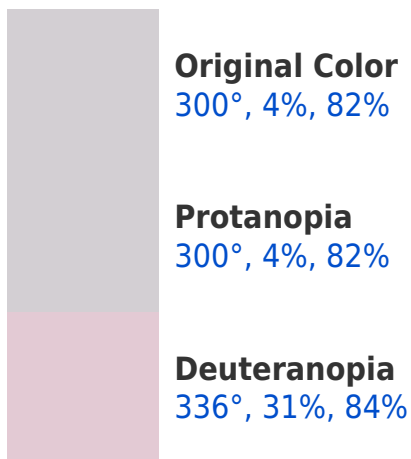 Original Color
300°, 4%, 82%
Protanopia
300°, 4%, 82%
Deuteranopia
336°, 31%, 84%